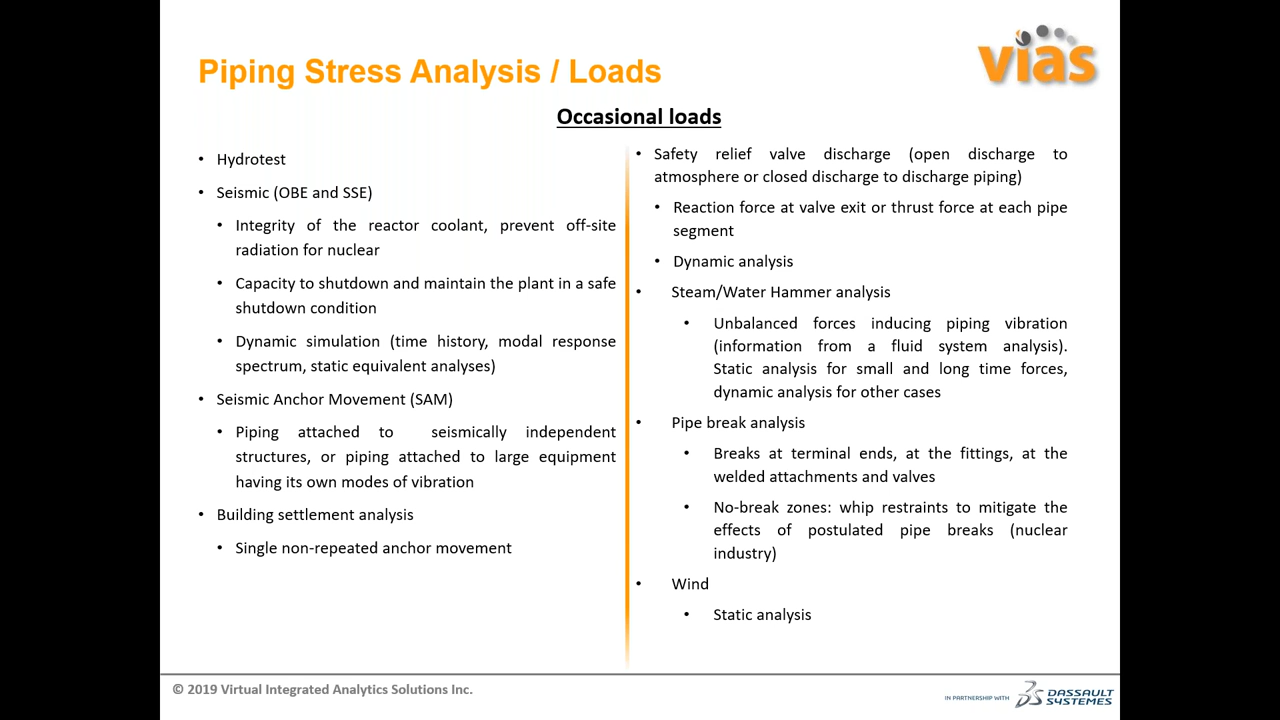 Piping Stress Analysis / Loads
vias
Occasional loads
• Hydrotest
• Seismic (OBE and SSE)
• Integrity of the reactor coolant, prevent off-site
radiation for nuclear
• Capacity to shutdown and maintain the plant in a safe
shutdown condition
• Dynamic simulation (time history, modal response
spectrum, static equivalent analyses)
• Seismic Anchor Movement (SAM)
• Piping attached to seismically independent
structures, or piping attached to large equipment
having its own modes of vibration
• Building settlement analysis
• Single non-repeated anchor movement
• Safety relief valve discharge (open discharge to
atmosphere or closed discharge to discharge piping)
• Reaction force at valve exit or thrust force at each pipe
segment
• Dynamic analysis
• Steam/Water Hammer analysis
• Unbalanced forces inducing piping vibration
(information from a fluid system analysis).
Static analysis for small and long time forces,
dynamic analysis for other cases
• Pipe break analysis
• Breaks at terminal ends, at the fittings, at the
welded attachments and valves
• No-break zones: whip restraints to mitigate the
effects of postulated pipe breaks (nuclear
industry)
• Wind
• Static analysis
© 2019 Virtual Integrated Analytics Solutions Inc.
IN PARTNERSHIP WITH
DASSAULT
SYSTEMES